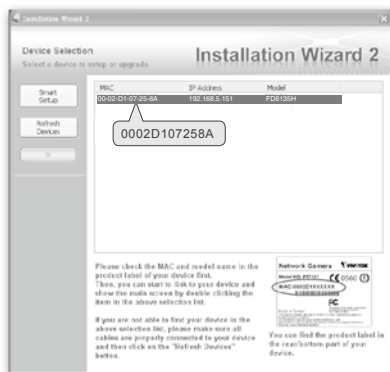 Installation Wizard 2
Device Selection
Select a device to setup or upgrade
Installation Wizard 2
Smart
Setup
Refresh
Devices
MAC IP Address Model
00-02-D1-07-25-8A 192.168.5.151 FD8135H
0002D107258A
Please check the MAC and model name in the
product label of your device first.
Then, you can start to link to your device and
show the main screen by double clicking the
item in the above selection list.
If you are not able to find your device in the
above selection list, please make sure all
cables are properly connected to your device
and then click on the "Refresh Devices"
button.
Network Camera VIVOTEK
0560
MAC:0002D1XXXXXX
FC
You can find the product label in
the rear/bottom part of your
device.